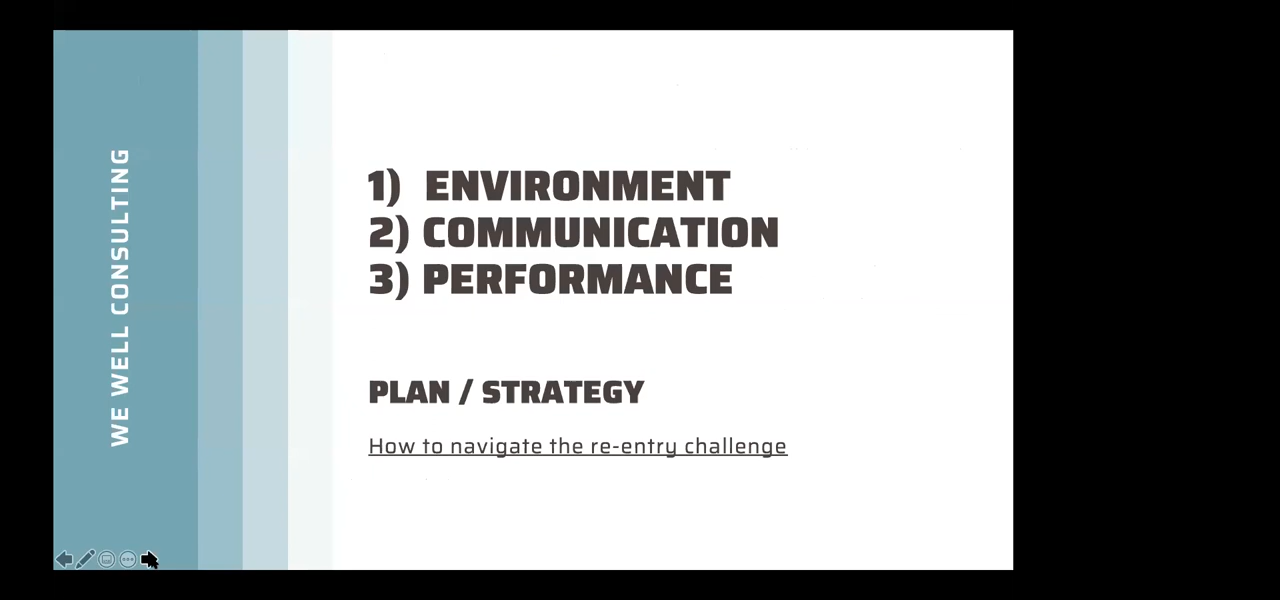 WE WELL CONSULTING
1) ENVIRONMENT
2) COMMUNICATION
3) PERFORMANCE
PLAN / STRATEGY
How to navigate the re-entry challenge